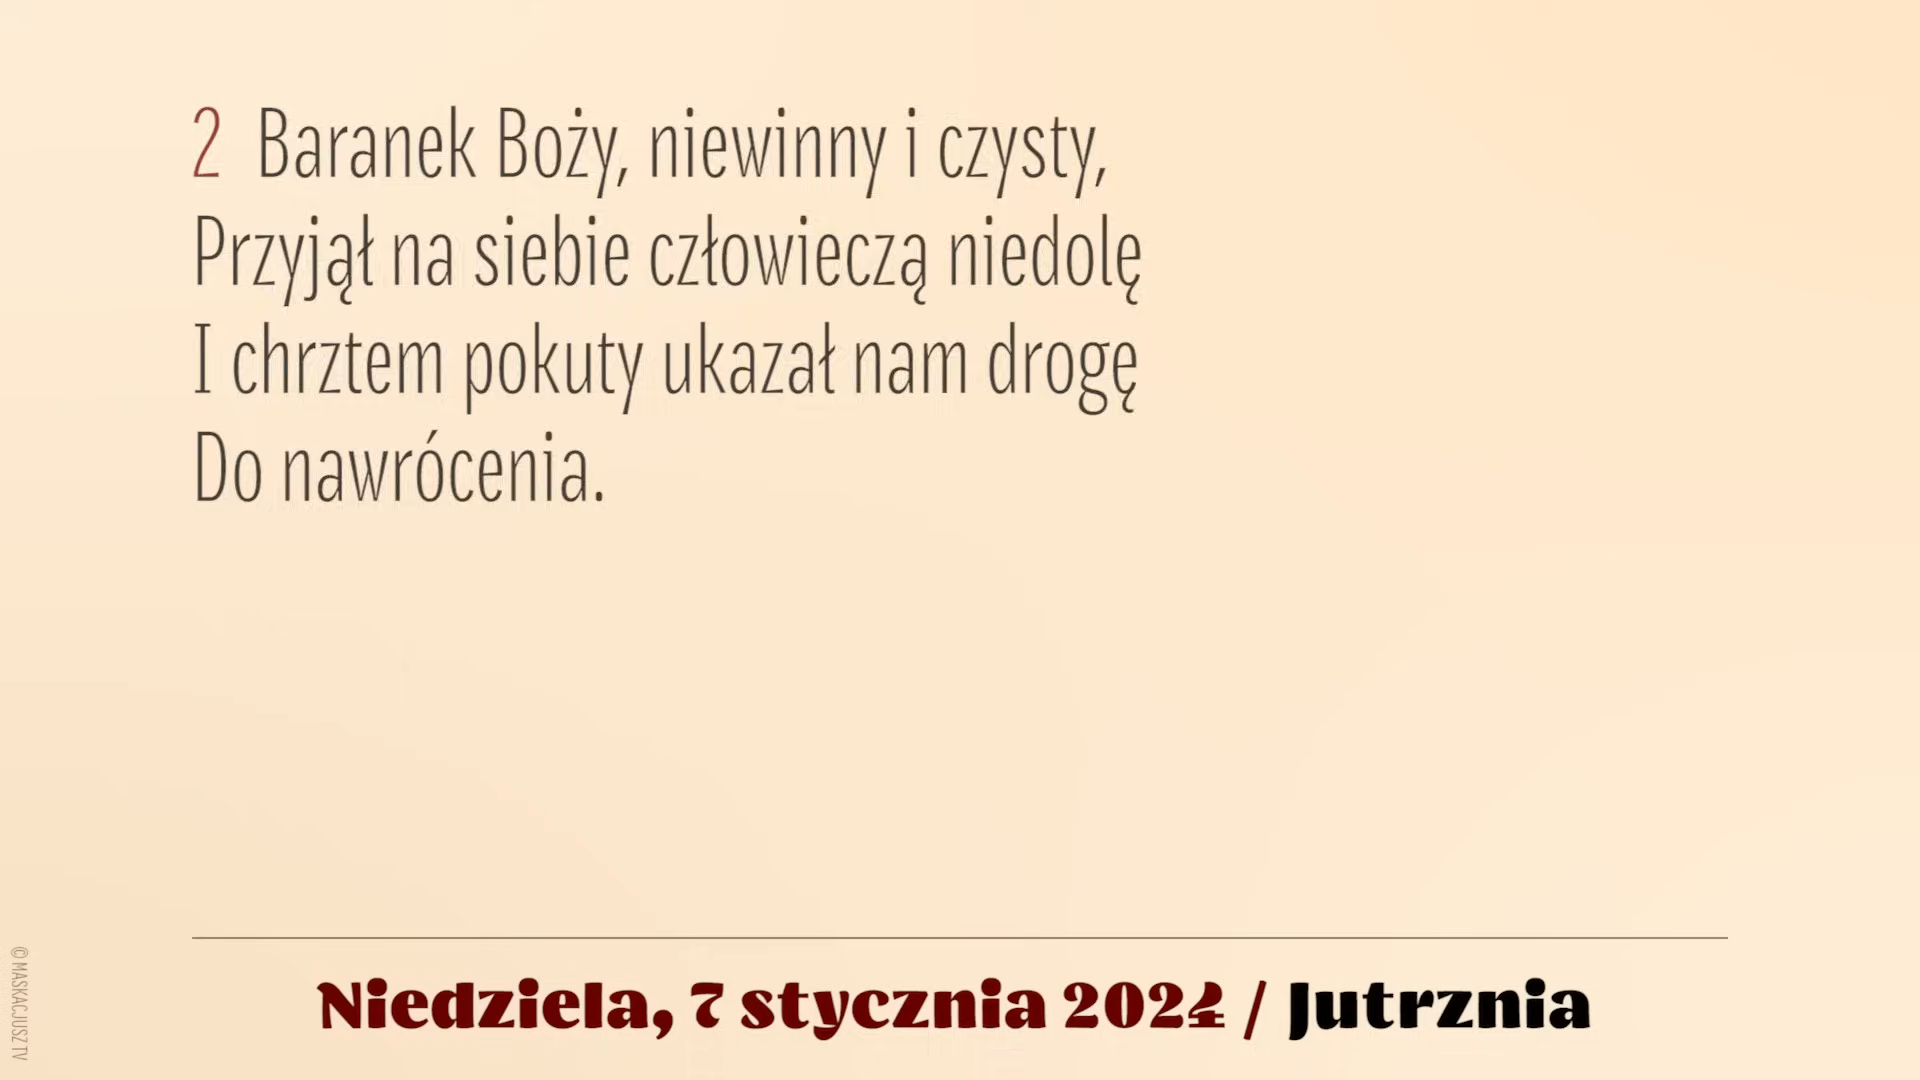 2 Baranek Boży, niewinny i czysty,
Przyjął na siebie człowieczą niedolę
I chrztem pokuty ukazał nam drogę
Do nawrócenia.
Niedziela, 7 stycznia 2024 / Jutrznia
© MASKACJUSZ TV